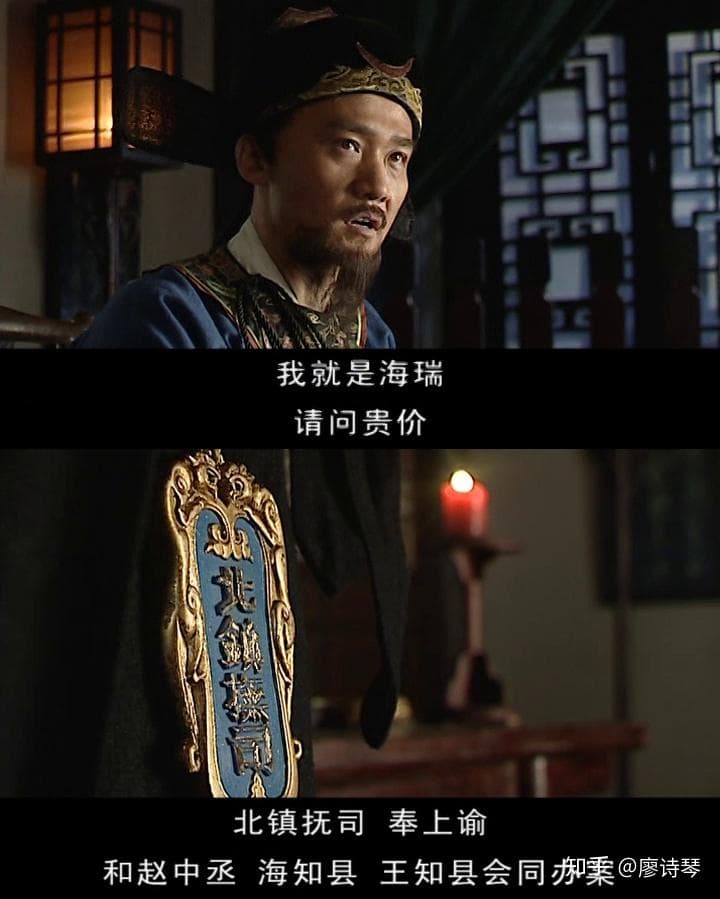 我就是海瑞
请问贵价
北鎮撫司
北镇抚司 奉上谕
和赵中丞 海知县 王知县会同办案
知乎 @廖诗琴